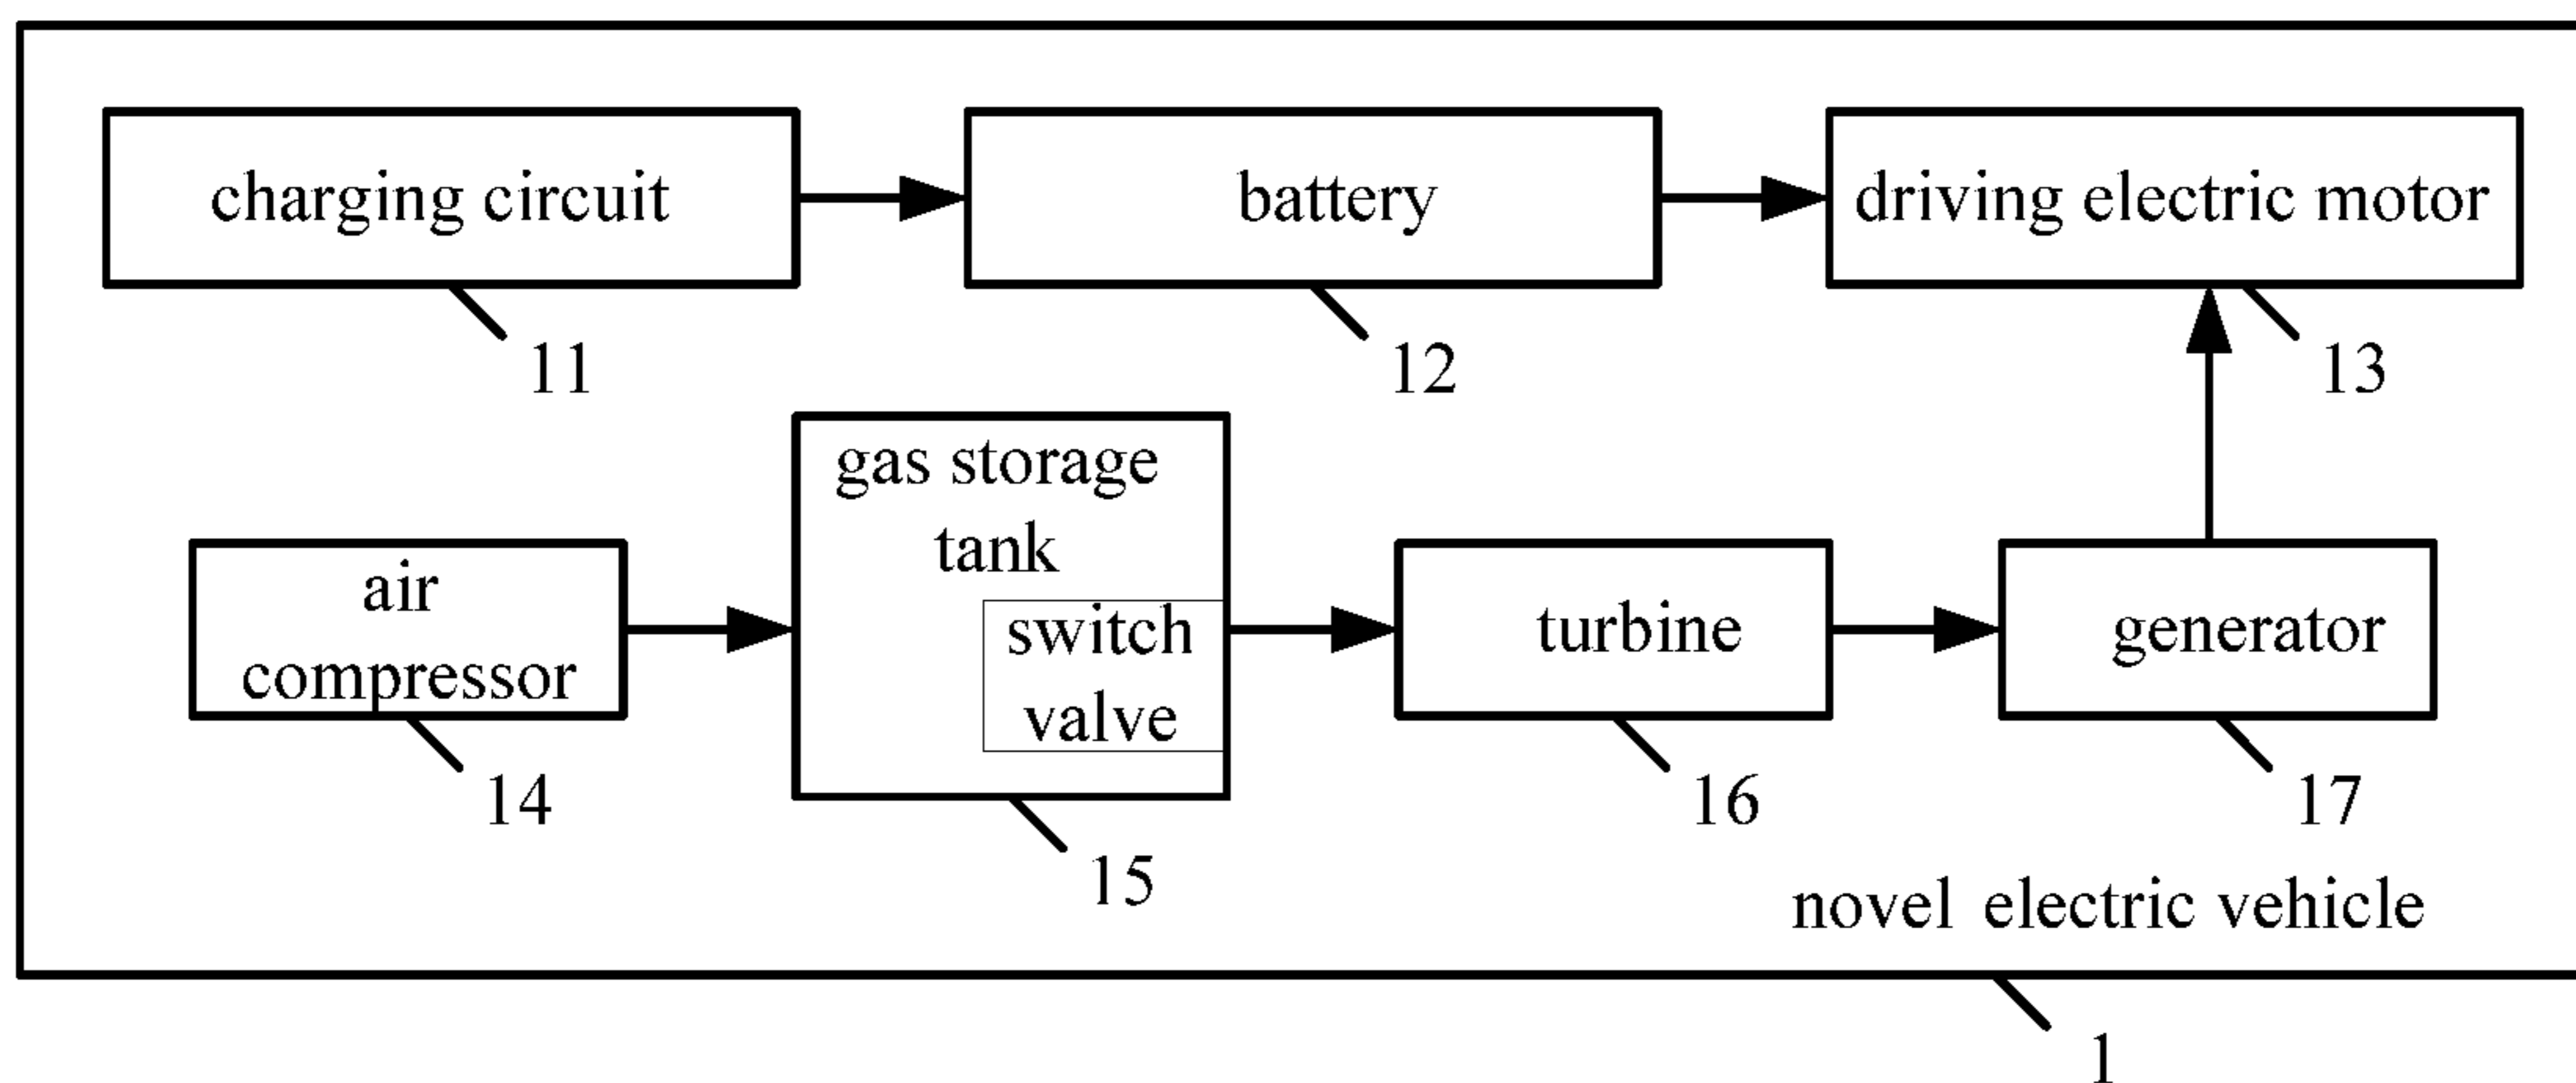 charging circuit
battery
driving electric motor
11
12
13
gas storage
tank
air
compressor
switch
valve
turbine
generator
14
15
16
17
novel electric vehicle
1